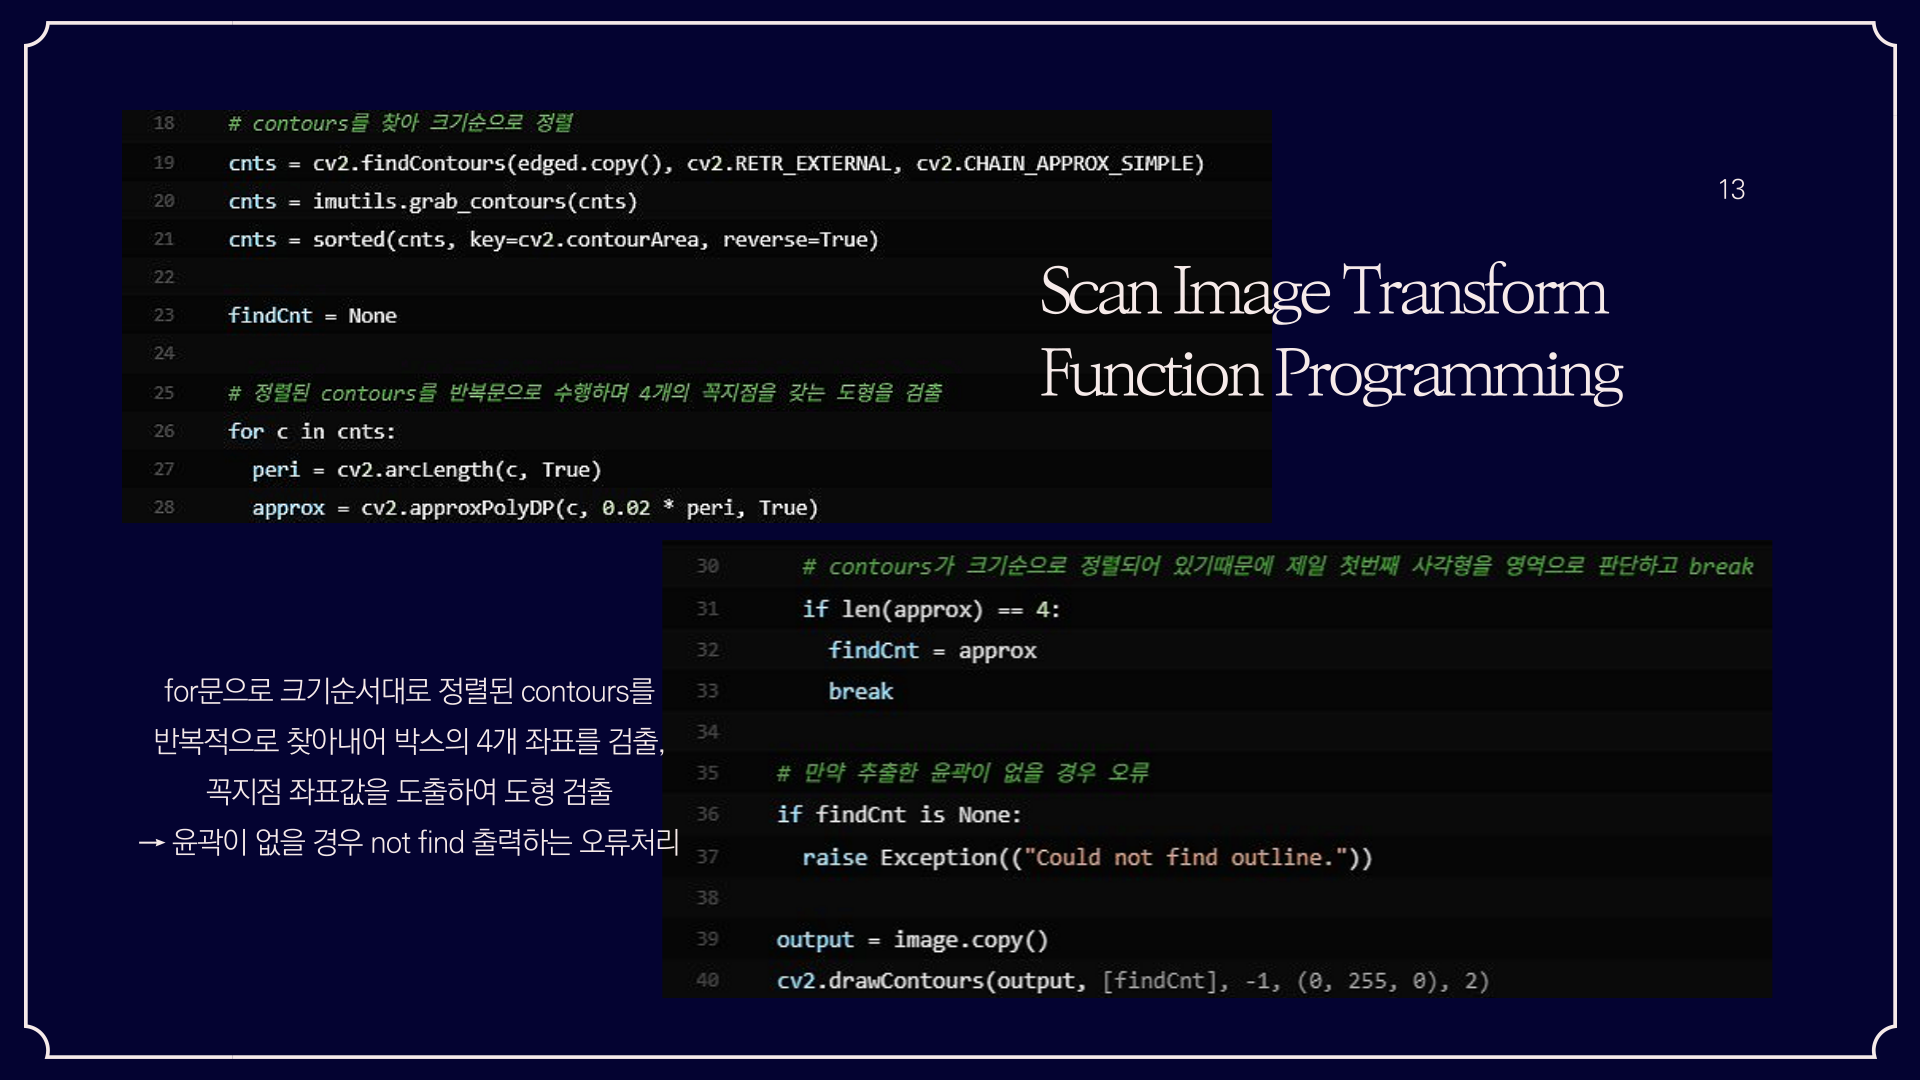 13
Scan Image Transform
Function Programming
18 # contours를 찾아 크기순으로 정렬
19 cnts = cv2.findContours(edged.copy(), cv2.RETR_EXTERNAL, cv2.CHAIN_APPROX_SIMPLE)
20 cnts = imutils.grab_contours(cnts)
21 cnts = sorted(cnts, key=cv2.contourArea, reverse=True)
22
23 findCnt = None
24
25 # 정렬된 contours를 반복문으로 수행하며 4개의 꼭지점을 갖는 도형을 검출
26 for c in cnts:
27 peri = cv2.arcLength(c, True)
28 approx = cv2.approxPolyDP(c, 0.02 * peri, True)
30 # contours가 크기순으로 정렬되어 있기때문에 제일 첫번째 사각형을 영역으로 판단하고 break
31 if len(approx) == 4:
32 findCnt = approx
33 break
34
35 # 만약 추출한 윤곽이 없을 경우 오류
36 if findCnt is None:
37 raise Exception(("Could not find outline."))
38
39 output = image.copy()
40 cv2.drawContours(output, [findCnt], -1, (0, 255, 0), 2)
for문으로 크기순서대로 정렬된 contours를
반복적으로 찾아내어 박스의 4개 좌표를 검출,
꼭지점 좌표값을 도출하여 도형 검출
→ 윤곽이 없을 경우 not find 출력하는 오류처리